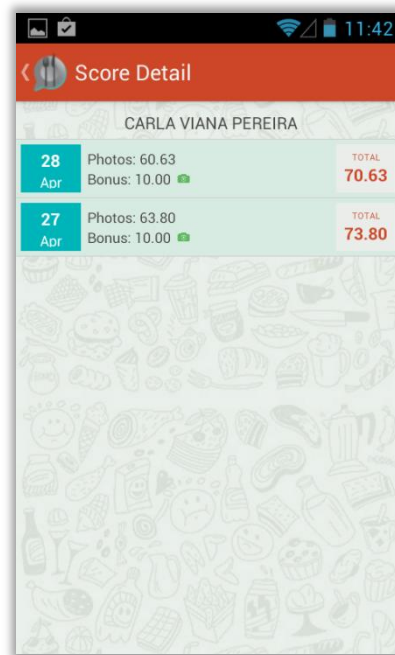 11:42
Score Detail
CARLA VIANA PEREIRA
28
Apr
Photos: 60.63
Bonus: 10.00
TOTAL
70.63
27
Apr
Photos: 63.80
Bonus: 10.00
TOTAL
73.80